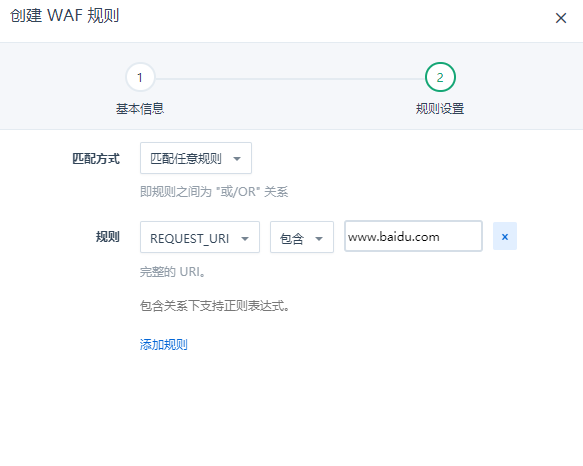 创建 WAF 规则
1
2
基本信息
规则设置
匹配方式 匹配任意规则
即规则之间为 "或/OR" 关系
规则 REQUEST_URI 包含 www.baidu.com ×
完整的 URI。
包含关系下支持正则表达式。
添加规则